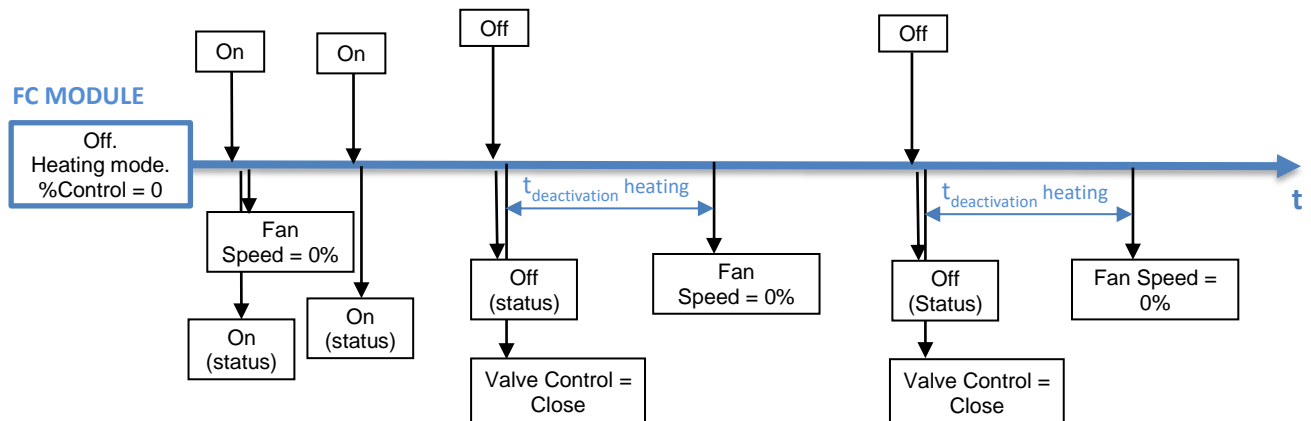 Off
Off
On
On
FC MODULE
Off.
Heating mode.
%Control = 0
tdeactivation heating
tdeactivation heating
t
Fan
Speed = 0%
Off
(status)
Fan
Speed = 0%
Off
(Status)
Fan Speed =
0%
On
(status)
On
(status)
Valve Control =
Close
Valve Control =
Close